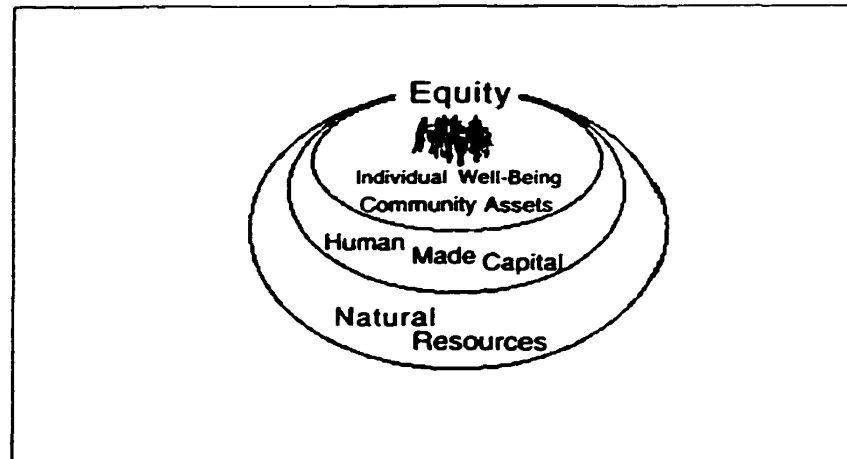 Equity
Individual Well-Being
Community Assets
Human Made Capital
Natural
Resources